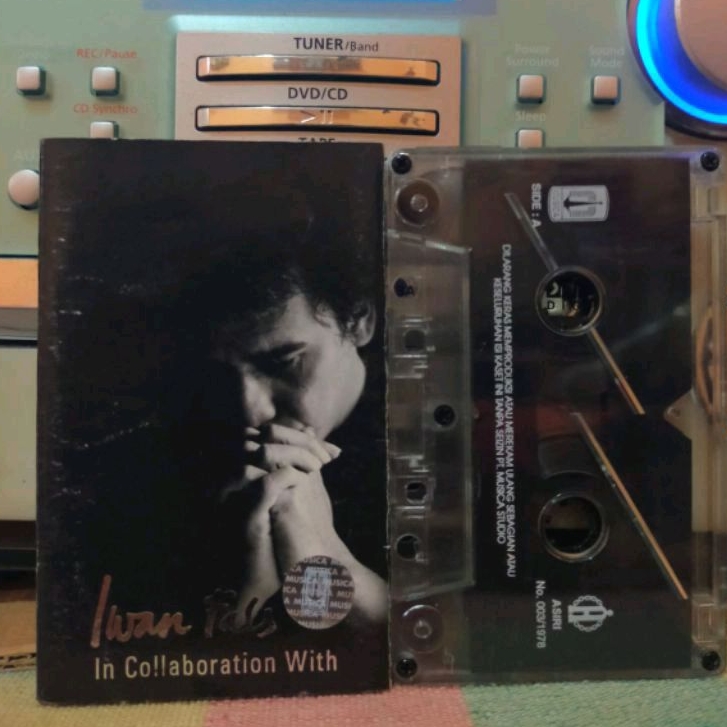 TUNER/Band
REC/Pause
Power
Surround
Sound
Mode
DVD/CD
CD Synchro
Sleep
TAPE
SIDE : A
DILARANG KERAS MEMPRODUKSI ATAU MEREKAM ULANG SEBAGIAN ATAU
KESELURUHAN ISI KASET INI TANPA SEIZIN PT. MUSICA STUDIO
ASIRI
No. 003/1978
MUSICA
Iwan Fals
In Collaboration With